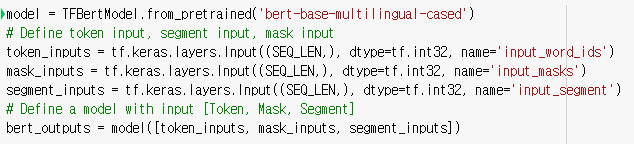 model = TFBertModel.from_pretrained('bert-base-multilingual-cased')
# Define token input, segment input, mask input
token_inputs = tf.keras.layers.Input((SEQ_LEN,), dtype=tf.int32, name='input_word_ids')
mask_inputs = tf.keras.layers.Input((SEQ_LEN,), dtype=tf.int32, name='input_masks')
segment_inputs = tf.keras.layers.Input((SEQ_LEN,), dtype=tf.int32, name='input_segment')
# Define a model with input [Token, Mask, Segment]
bert_outputs = model([token_inputs, mask_inputs, segment_inputs])